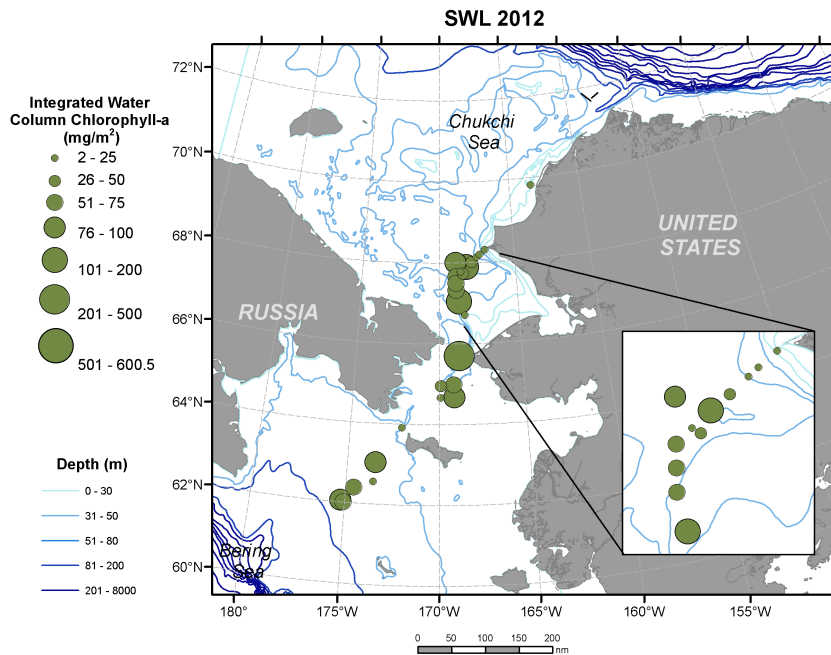 SWL 2012
Integrated Water
Column Chlorophyll-a
(mg/m²)
2 - 25
26 - 50
51 - 75
76 - 100
101 - 200
201 - 500
501 - 600.5
Depth (m)
0 - 30
31 - 50
51 - 80
81 - 200
201 - 8000
72°N
70°N
68°N
66°N
64°N
62°N
60°N
Chukchi
Sea
UNITED
STATES
RUSSIA
Bering
Sea
180° 175°W 170°W 165°W 160°W 155°W
0 50 100 150 200
nm